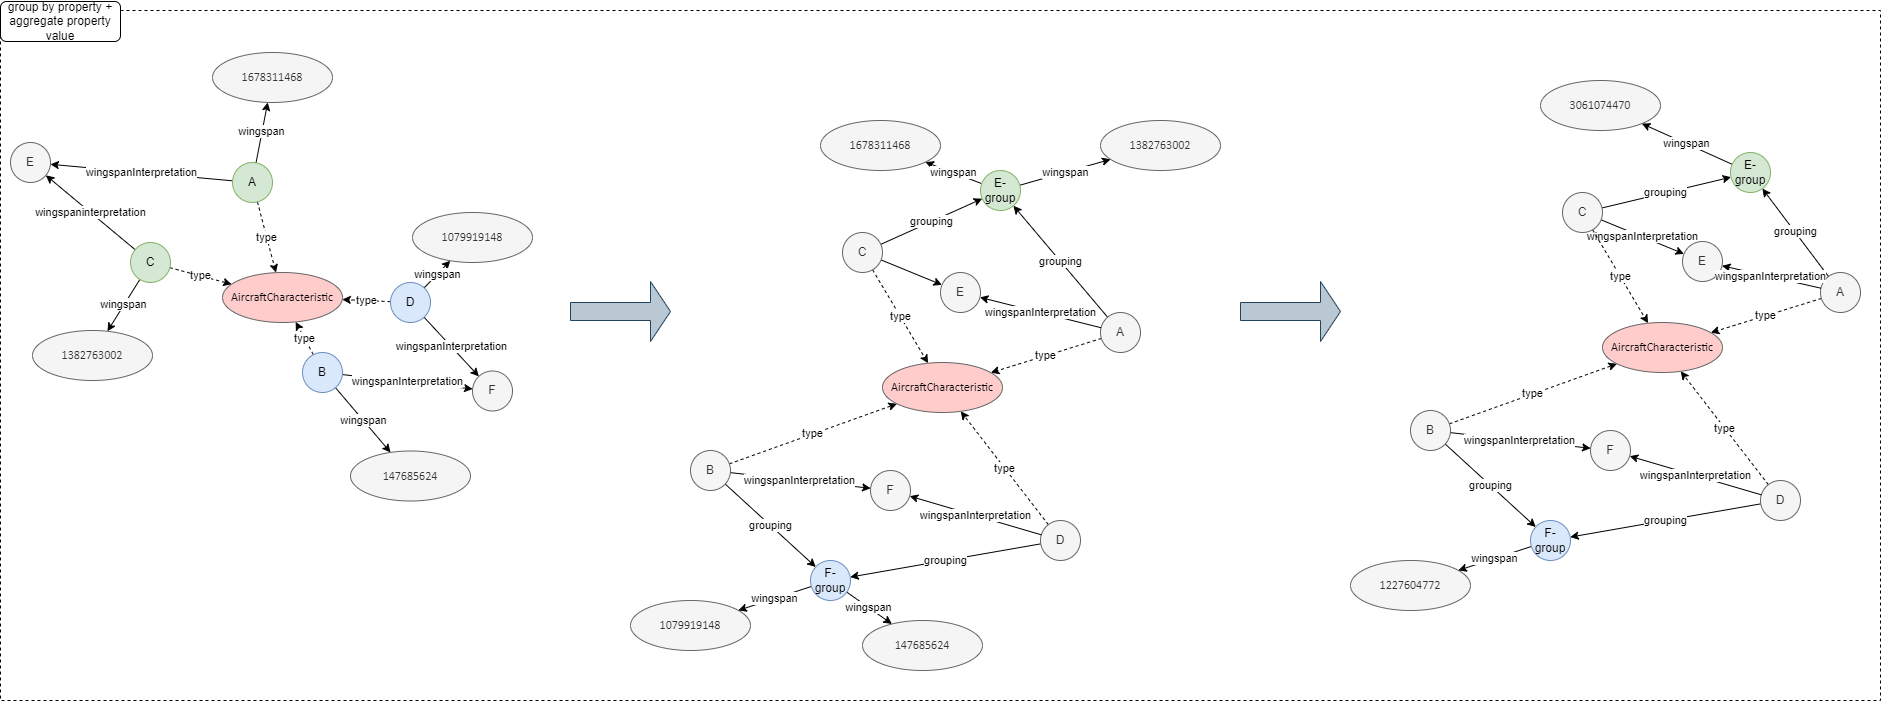 group by property +
aggregate property
value
1678311468
wingspan
E
wingspanInterpretation
A
wingspaninterpretation
type
C
type
wingspan
AircraftCharacteristic
1382763002
1079919148
wingspan
type
D
type
wingspanInterpretation
B
wingspanInterpretation
F
wingspan
147685624
1678311468
1382763002
wingspan
wingspan
E-
group
grouping
C
grouping
E
wingspanInterpretation
type
A
type
AircraftCharacteristic
type
B
type
wingspanInterpretation
F
wingspanInterpretation
grouping
D
grouping
F-
group
wingspan
wingspan
1079919148
147685624
3061074470
wingspan
E-
group
grouping
C
grouping
wingspanInterpretation
E
wingspanInterpretation
type
A
type
AircraftCharacteristic
type
B
type
wingspanInterpretation
F
wingspanInterpretation
grouping
D
grouping
F-
group
wingspan
1227604772